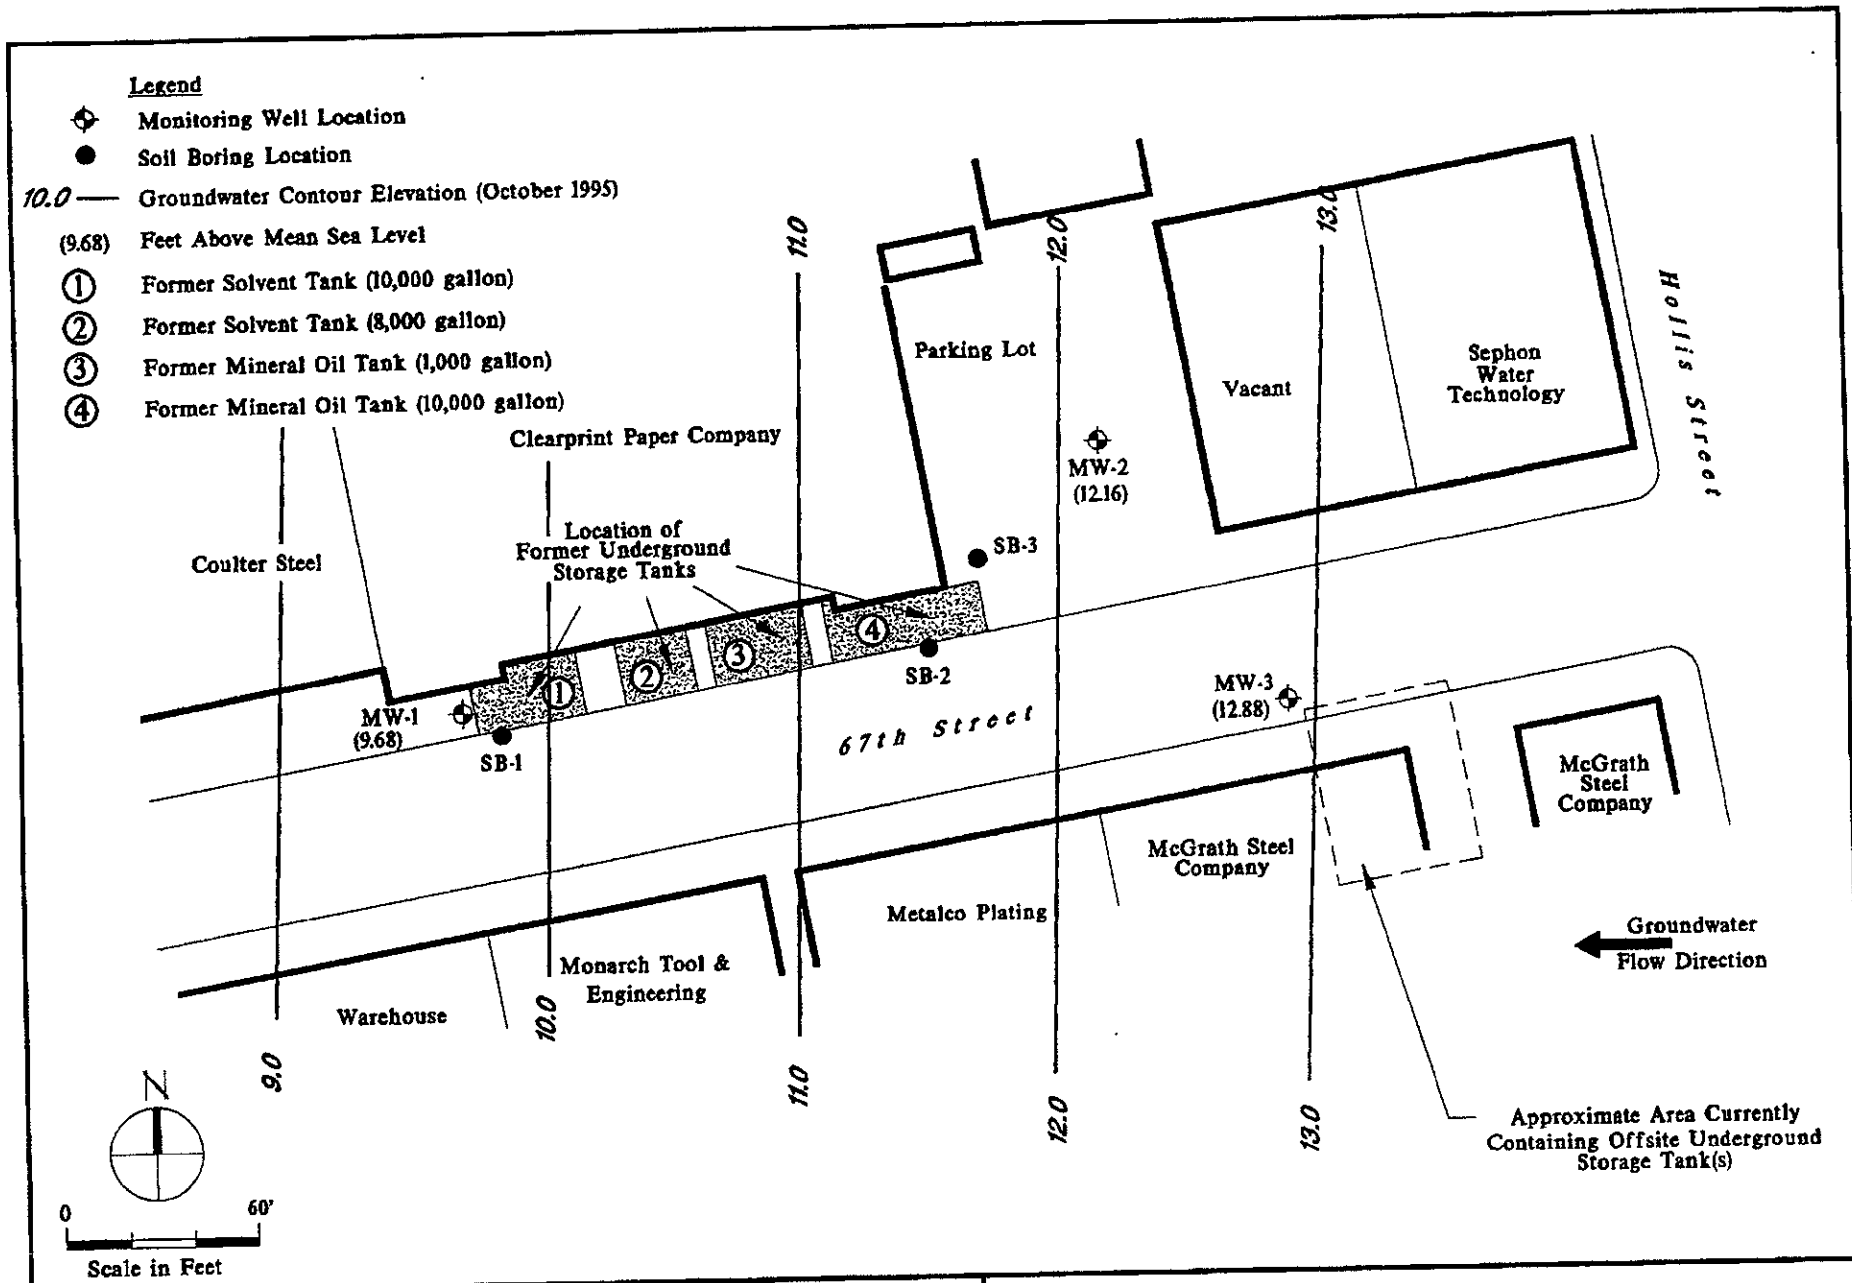 Legend
Monitoring Well Location
Soil Boring Location
10.0 Groundwater Contour Elevation (October 1995)
(9.68) Feet Above Mean Sea Level
1 Former Solvent Tank (10,000 gallon)
2 Former Solvent Tank (8,000 gallon)
3 Former Mineral Oil Tank (1,000 gallon)
4 Former Mineral Oil Tank (10,000 gallon)
11.0
12.0
13.0
Hollis Street
Parking Lot
Vacant
Sephon
Water
Technology
Clearprint Paper Company
MW-2
(12.16)
Coulter Steel
Location of
Former Underground
Storage Tanks
SB-3
1
2
3
4
SB-2
MW-1
(9.68)
SB-1
67th Street
MW-3
(12.88)
McGrath
Steel
Company
McGrath Steel
Company
Metalco Plating
Groundwater
Flow Direction
Monarch Tool &
Engineering
Warehouse
9.0
10.0
11.0
12.0
13.0
Approximate Area Currently
Containing Offsite Underground
Storage Tank(s)
N
0 60'
Scale in Feet